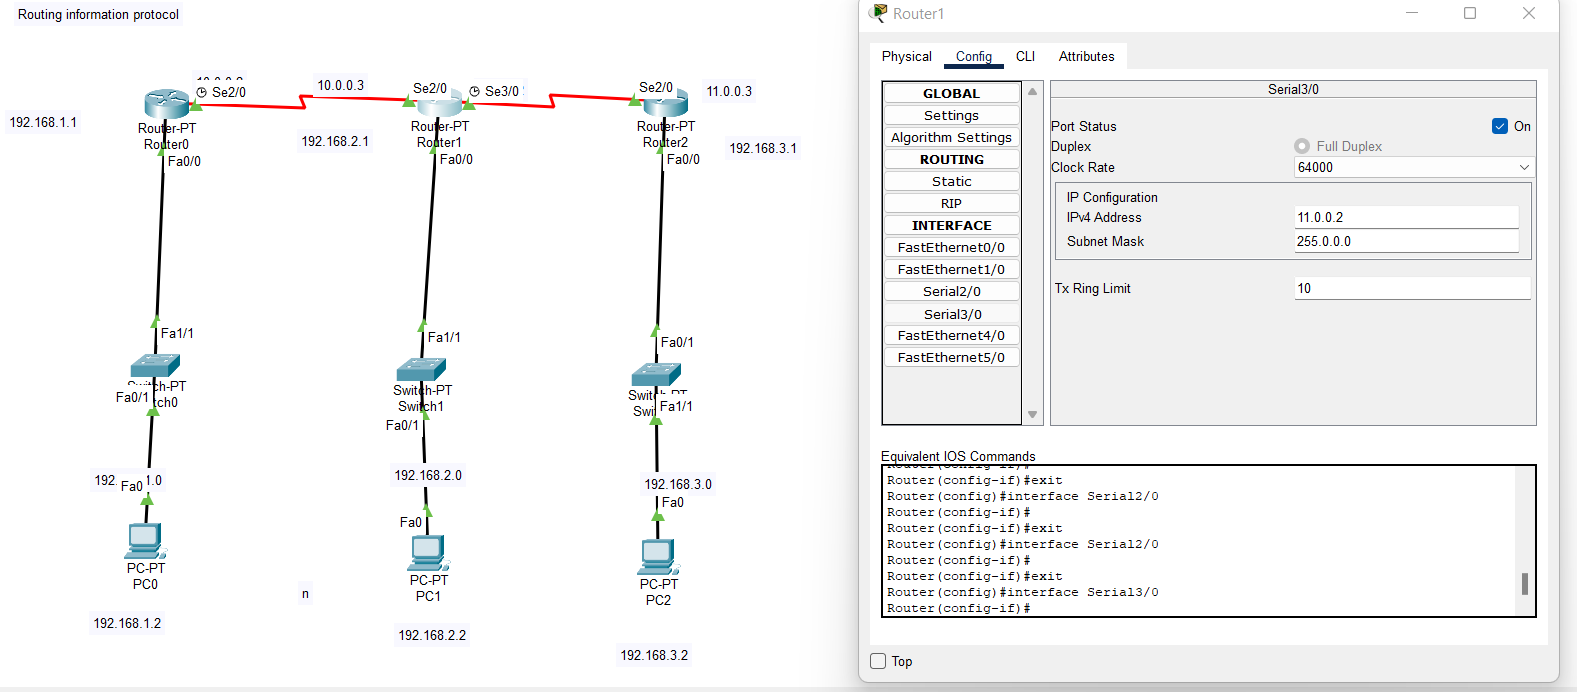 Routing information protocol
Se2/0
10.0.0.3
Se2/0
Se3/0
Se2/0
11.0.0.3
192.168.1.1
Router-PT
Router0
Fa0/0
192.168.2.1
Router-PT
Router1
Fa0/0
Router-PT
Router2
Fa0/0
192.168.3.1
Fa1/1
Fa1/1
Fa0/1
Fa0/1
Switch-PT
Switch1
Fa0/1
Fa1/1
192.
1.0
Fa0
192.168.2.0
192.168.3.0
Fa0
Fa0
PC-PT
PC0
PC-PT
PC1
PC-PT
PC2
n
192.168.1.2
192.168.2.2
192.168.3.2
Router1
Physical Config CLI Attributes
GLOBAL
Settings
Algorithm Settings
ROUTING
Static
RIP
INTERFACE
FastEthernet0/0
FastEthernet1/0
Serial2/0
Serial3/0
FastEthernet4/0
FastEthernet5/0
Serial3/0
Port Status On
Duplex Full Duplex
Clock Rate 64000
IP Configuration
IPv4 Address 11.0.0.2
Subnet Mask 255.0.0.0
Tx Ring Limit 10
Equivalent IOS Commands
Router(config-if)#
Router(config-if)#exit
Router(config)#interface Serial2/0
Router(config-if)#
Router(config-if)#exit
Router(config)#interface Serial2/0
Router(config-if)#
Router(config-if)#exit
Router(config)#interface Serial3/0
Router(config-if)#
Top